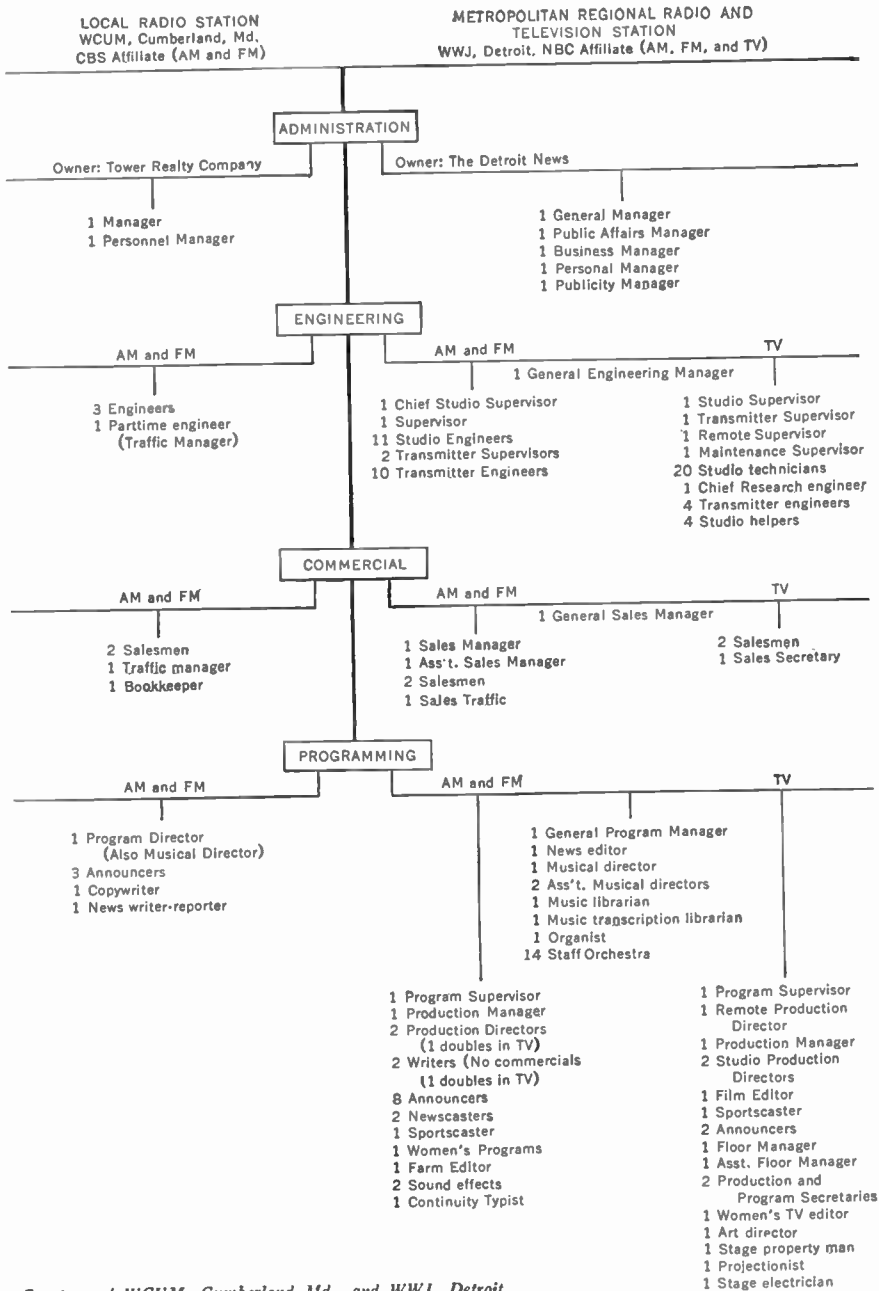 LOCAL RADIO STATION
WCUM, Cumberland, Md.
CBS Affiliate (AM and FM)
METROPOLITAN REGIONAL RADIO AND
TELEVISION STATION
WWJ, Detroit, NBC Affiliate (AM, FM, and TV)
ADMINISTRATION
Owner: Tower Realty Company
1 Manager
1 Personnel Manager
Owner: The Detroit News
1 General Manager
1 Public Affairs Manager
1 Business Manager
1 Personal Manager
1 Publicity Manager
ENGINEERING
AM and FM
3 Engineers
1 Parttime engineer
(Traffic Manager)
AM and FM
TV
1 General Engineering Manager
1 Chief Studio Supervisor
1 Supervisor
11 Studio Engineers
2 Transmitter Supervisors
10 Transmitter Engineers
1 Studio Supervisor
1 Transmitter Supervisor
1 Remote Supervisor
1 Maintenance Supervisor
20 Studio technicians
1 Chief Research engineer
4 Transmitter engineers
4 Studio helpers
COMMERCIAL
AM and FM
2 Salesmen
1 Traffic manager
1 Bookkeeper
AM and FM
TV
1 General Sales Manager
1 Sales Manager
1 Ass't. Sales Manager
2 Salesmen
1 Sales Traffic
2 Salesmen
1 Sales Secretary
PROGRAMMING
AM and FM
1 Program Director
(Also Musical Director)
3 Announcers
1 Copywriter
1 News writer-reporter
AM and FM
TV
1 General Program Manager
1 News editor
1 Musical director
2 Ass't. Musical directors
1 Music librarian
1 Music transcription librarian
1 Organist
14 Staff Orchestra
1 Program Supervisor
1 Production Manager
2 Production Directors
(1 doubles in TV)
2 Writers (No commercials
(1 doubles in TV)
8 Announcers
2 Newscasters
1 Sportscaster
1 Women's Programs
1 Farm Editor
2 Sound effects
1 Continuity Typist
1 Program Supervisor
1 Remote Production
Director
1 Production Manager
2 Studio Production
Directors
1 Film Editor
1 Sportscaster
2 Announcers
1 Floor Manager
1 Asst. Floor Manager
2 Production and
Program Secretaries
1 Women's TV editor
1 Art director
1 Stage property man
1 Projectionist
1 Stage electrician
WCUM, Cumberland, Md., and WWJ, Detroit